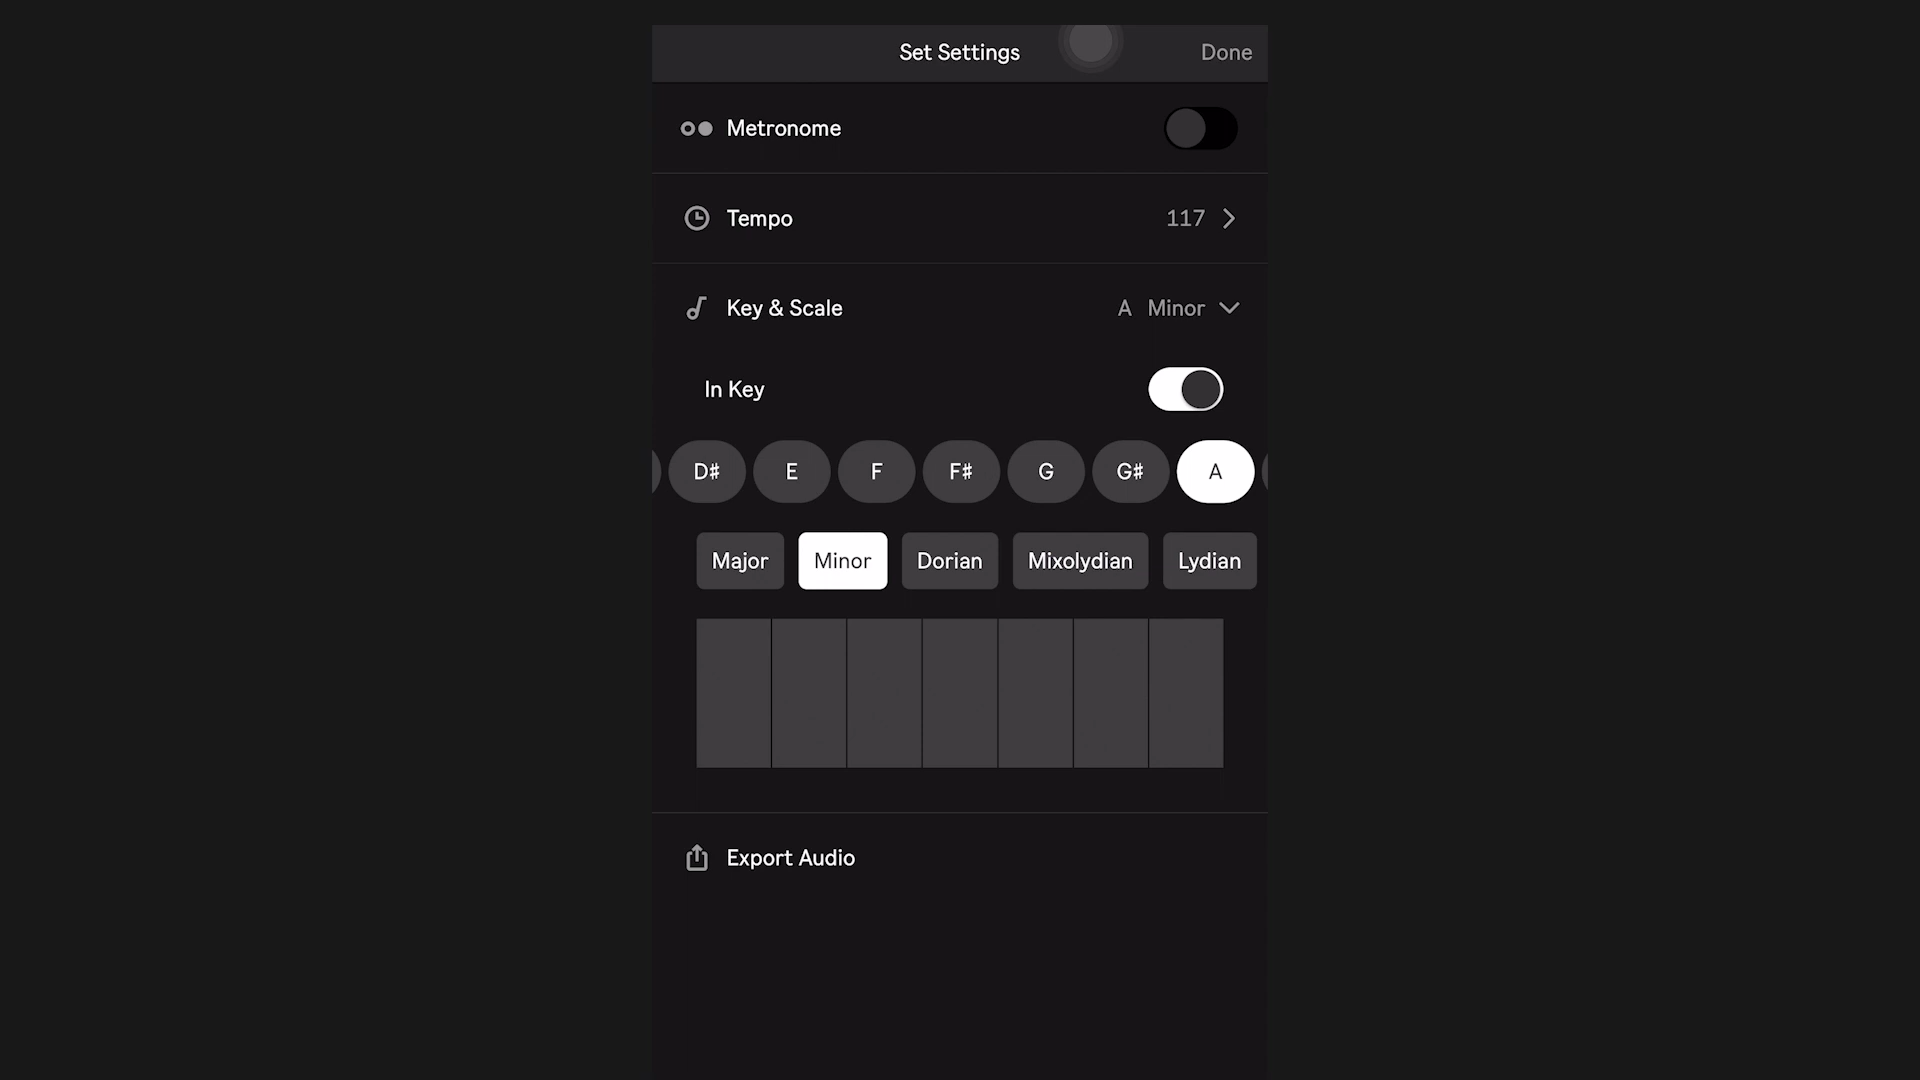 Set Settings Done
Metronome
Tempo 117
Key & Scale A Minor
In Key
D# E F F# G G# A
Major Minor Dorian Mixolydian Lydian
Export Audio